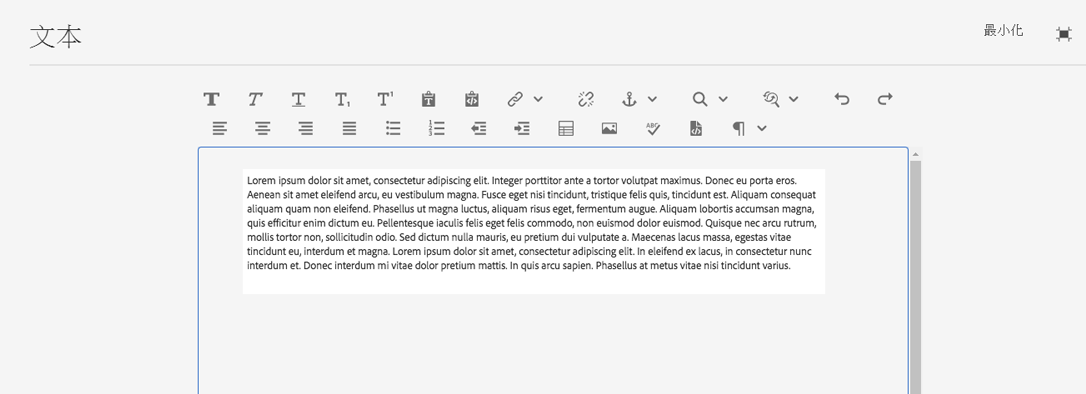 文本
最小化
Lorem ipsum dolor sit amet, consectetur adipiscing elit. Integer porttitor ante a tortor volutpat maximus. Donec eu porta eros.
Aenean sit amet eleifend arcu, eu vestibulum magna. Fusce eget nisi tincidunt, tristique felis quis, tincidunt est. Aliquam consequat
aliquam quam non eleifend. Phasellus ut magna luctus, aliquam risus eget, fermentum augue. Aliquam lobortis accumsan magna,
quis efficitur enim dictum eu. Pellentesque iaculis felis eget felis commodo, non euismod dolor euismod. Quisque nec arcu rutrum,
mollis tortor non, sollicitudin odio. Sed dictum nulla mauris, eu pretium dui vulputate a. Maecenas lacus massa, egestas vitae
tincidunt eu, interdum et magna. Lorem ipsum dolor sit amet, consectetur adipiscing elit. In eleifend ex lacus, in consectetur nunc
interdum et. Donec interdum mi vitae dolor pretium mattis. In quis arcu sapien. Phasellus at metus vitae nisi tincidunt varius.